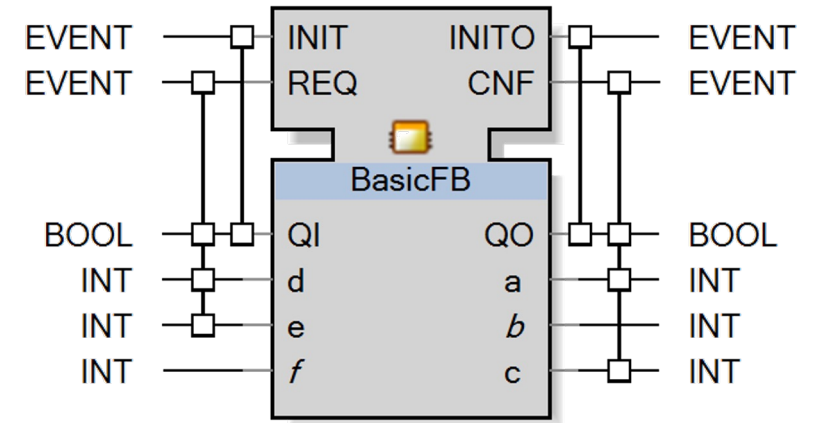 EVENT INIT INITO EVENT
EVENT REQ CNF EVENT
BasicFB
BOOL QI QO BOOL
INT d a INT
INT e b INT
INT f c INT